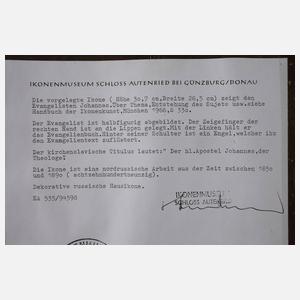 IKONENMUSEUM SCHLOSS AUTENRIED BEI GÜNZBURG/DONAU
Die vorgelegte Ikone ( Höhe 30,7 cm,Breite 26,5 cm) zeigt den
Evangelisten Johannes.Über Thema,Entstehung des Sujets usw.siehe
Handbuch der Ikonenkunst,München 1966,S 330.
Der Evangelist ist halbfigurig abgebildet. Der Zeigefinger der
rechten Hand ist an die Lippen gelegt.Mit der Linken hält er
das Evangelienbuch.Hinter seiner Schulter ist ein Engel,welcher ihm
den Evangelientext zuflüstert.
Der kirchenslavische Titulus lautet:" Der hl.Apostel Johannes,der
Theologe!
Die Ikone ist eine nordrussische Arbeit aus der Zeit zwischen 1850
und 1890 ( achtzehnhundertneunzig).
Dekorative russische Hausikone.
IKONENMUSEUM
SCHLOSS AUTENRIED